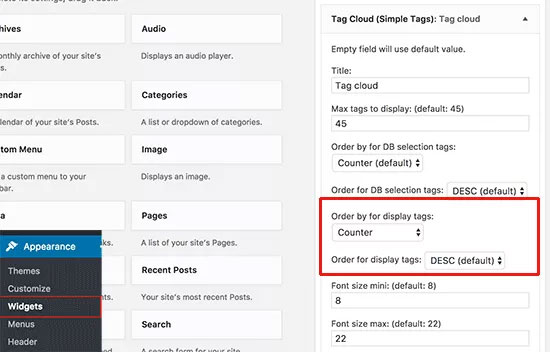 chives
Audio
onthly archive of your site's
s.
Displays an audio player.
endar
Categories
alendar of your site's Posts.
A list or dropdown of categories.
tom Menu
Image
a custom menu to your
bar.
Displays an image.
a
Pages
ks.
A list of your site's Pages.
Recent Posts
Your site's most recent Posts.
Search
A search form for your site.
Appearance
Themes
Customize
Widgets
Menus
Header
Tag Cloud (Simple Tags): Tag cloud
Empty field will use default value.
Title:
Tag cloud
Max tags to display: (default: 45)
45
Order by for DB selection tags:
Counter (default)
Order for DB selection tags: DESC (default)
Order by for display tags:
Counter
Order for display tags: DESC (default)
Font size mini: (default: 8)
8
Font size max: (default: 22)
22